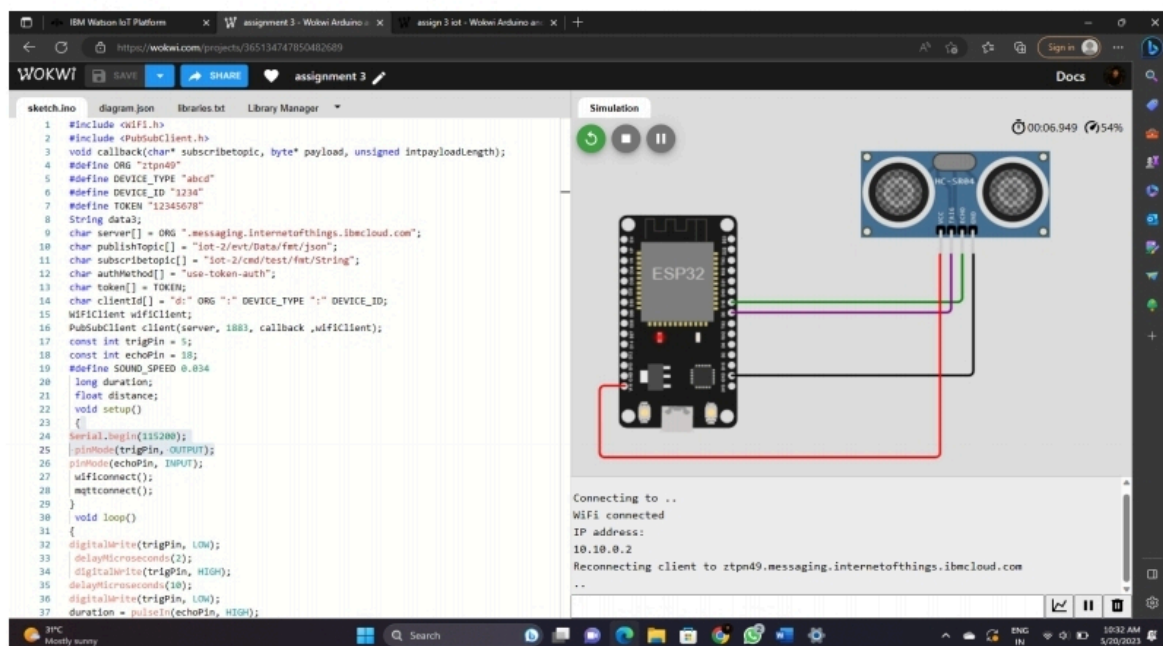 IBM Watson IoT Platform
assignment 3 - Wokwi Arduino a
assign 3 iot - Wokwi Arduino an
https://wokwi.com/projects/365134747850482689
Sign in
WOKWI
SAVE
SHARE
assignment 3
Docs
sketch.ino
diagram.json
libraries.txt
Library Manager
1 #include <WiFi.h>
2 #include <PubSubClient.h>
3 void callback(char* subscribetopic, byte* payload, unsigned intpayloadLength);
4 #define ORG "ztpn49"
5 #define DEVICE_TYPE "abcd"
6 #define DEVICE_ID "1234"
7 #define TOKEN "12345678"
8 String data3;
9 char server[] = ORG ".messaging.internetofthings.ibmcloud.com";
10 char publishTopic[] = "iot-2/evt/Data/fmt/json";
11 char subscribetopic[] = "iot-2/cmd/test/fmt/String";
12 char authMethod[] = "use-token-auth";
13 char token[] = TOKEN;
14 char clientId[] = "d:" ORG ":" DEVICE_TYPE ":" DEVICE_ID;
15 WiFiClient wifiClient;
16 PubSubClient client(server, 1883, callback ,wifiClient);
17 const int trigPin = 5;
18 const int echoPin = 18;
19 #define SOUND_SPEED 0.034
20 long duration;
21 float distance;
22 void setup()
23 {
24 Serial.begin(115200);
25 pinMode(trigPin, OUTPUT);
26 pinMode(echoPin, INPUT);
27 wificonnect();
28 mqttconnect();
29 }
30 void loop()
31 {
32 digitalWrite(trigPin, LOW);
33 delayMicroseconds(2);
34 digitalWrite(trigPin, HIGH);
35 delayMicroseconds(10);
36 digitalWrite(trigPin, LOW);
37 duration = pulseIn(echoPin, HIGH);
Simulation
00:06.949 54%
HC-SR04
VCC
TRIG
ECHO
GND
ESP32
Connecting to ..
WiFi connected
IP address:
10.10.0.2
Reconnecting client to ztpn49.messaging.internetofthings.ibmcloud.com
..
31°C
Mostly sunny
Search
ENG
IN
10:32 AM
5/20/2023